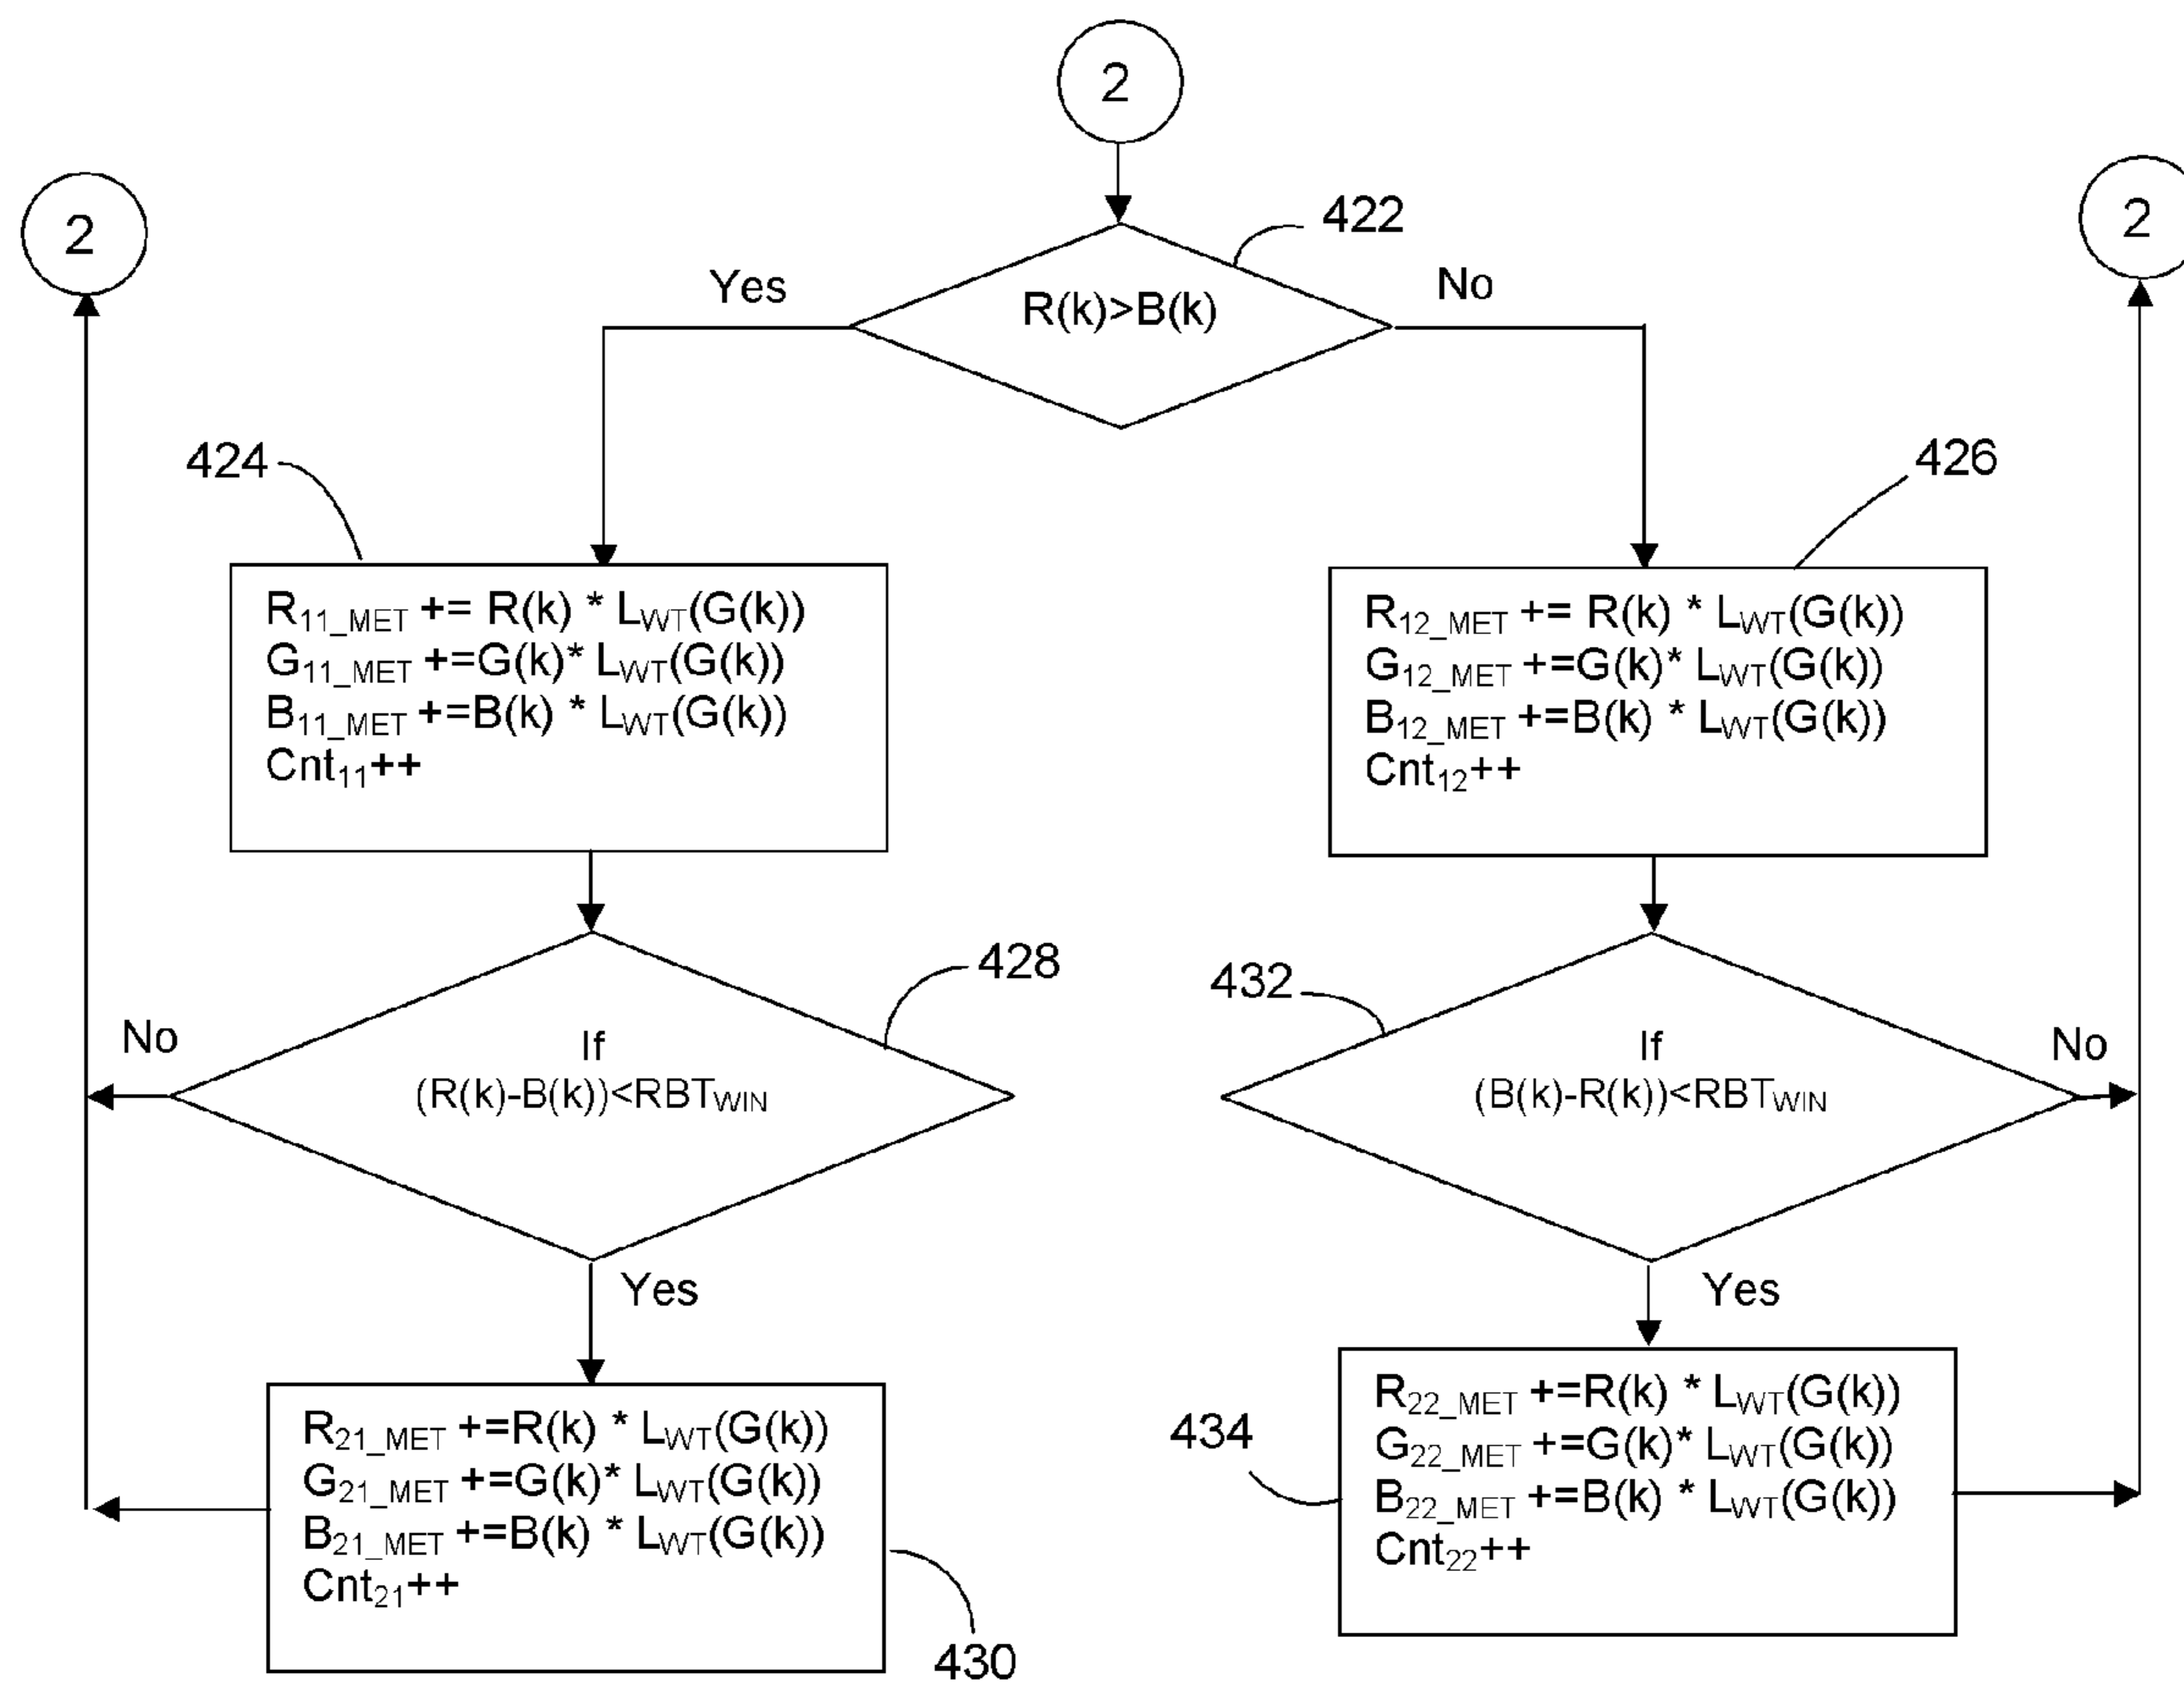 2
2
2
422
Yes
R(k)>B(k)
No
424
426
R11_MET += R(k) * LWT(G(k))
G11_MET +=G(k)* LWT(G(k))
B11_MET +=B(k) * LWT(G(k))
Cnt11++
R12_MET += R(k) * LWT(G(k))
G12_MET +=G(k)* LWT(G(k))
B12_MET +=B(k) * LWT(G(k))
Cnt12++
428
432
No
If
(R(k)-B(k))<RBTWIN
If
(B(k)-R(k))<RBTWIN
No
Yes
Yes
R21_MET +=R(k) * LWT(G(k))
G21_MET +=G(k)* LWT(G(k))
B21_MET +=B(k) * LWT(G(k))
Cnt21++
430
434
R22_MET +=R(k) * LWT(G(k))
G22_MET +=G(k)* LWT(G(k))
B22_MET +=B(k) * LWT(G(k))
Cnt22++